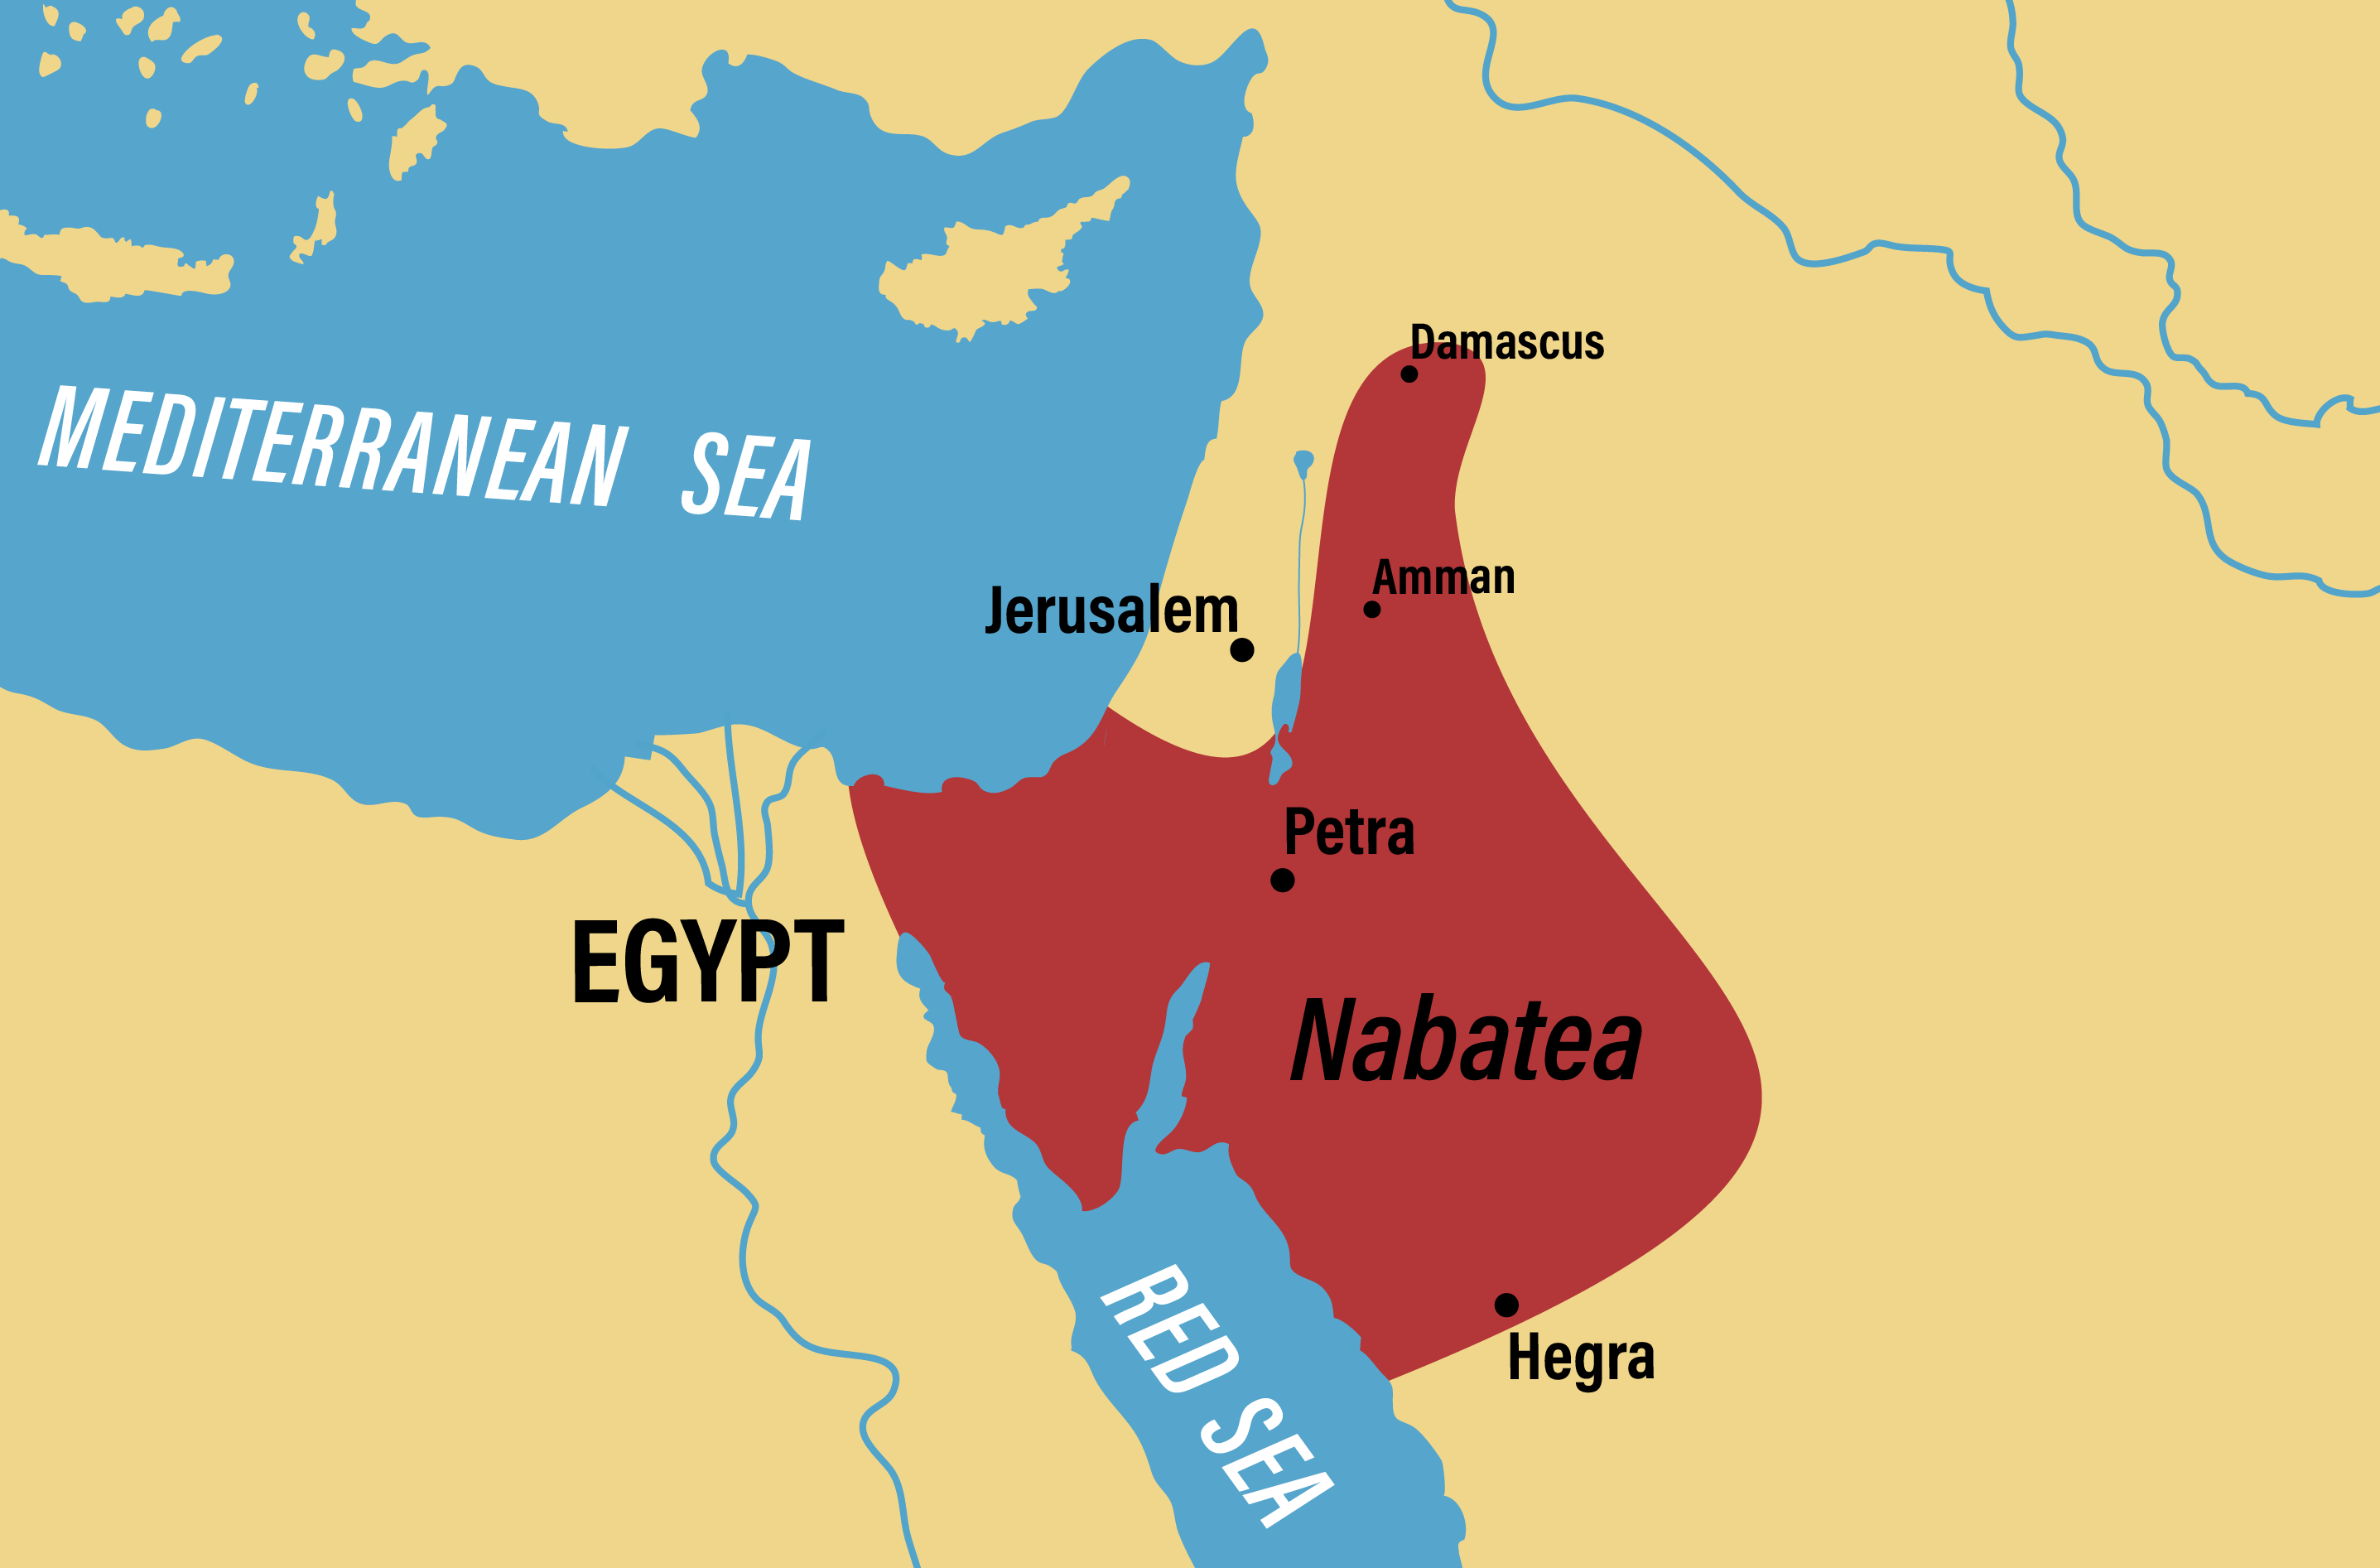 Damascus
MEDITERRANEAN SEA
Amman
Jerusalem
Petra
EGYPT
Nabatea
RED SEA
Hegra